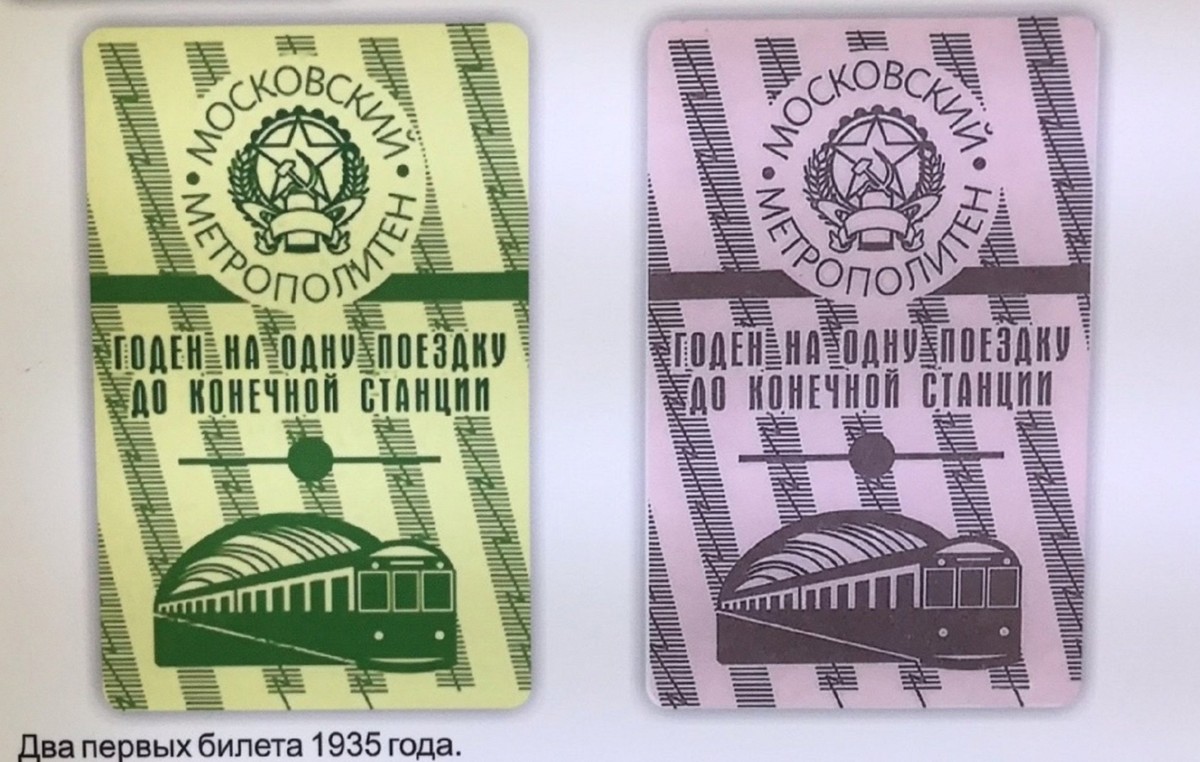 МОСКОВСКИЙ
МЕТРОПОЛИТЕН
ГОДЕН НА ОДНУ ПОЕЗДКУ
ДО КОНЕЧНОЙ СТАНЦИИ
МОСКОВСКИЙ
МЕТРОПОЛИТЕН
ГОДЕН НА ОДНУ ПОЕЗДКУ
ДО КОНЕЧНОЙ СТАНЦИИ
Два первых билета 1935 года.